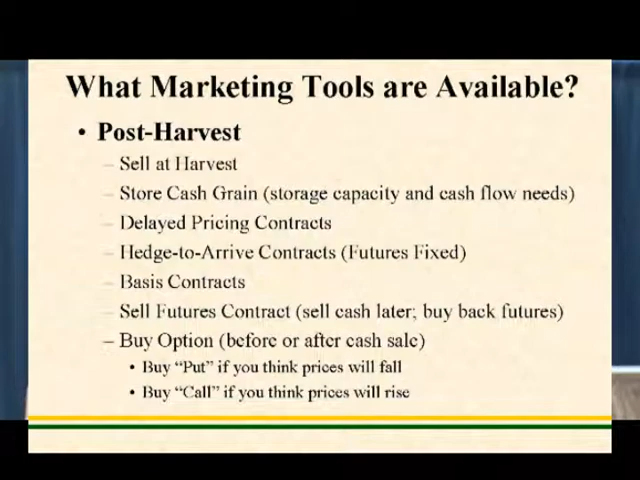 What Marketing Tools are Available?
• Post-Harvest
– Sell at Harvest
– Store Cash Grain (storage capacity and cash flow needs)
– Delayed Pricing Contracts
– Hedge-to-Arrive Contracts (Futures Fixed)
– Basis Contracts
– Sell Futures Contract (sell cash later; buy back futures)
– Buy Option (before or after cash sale)
• Buy “Put” if you think prices will fall
• Buy “Call” if you think prices will rise